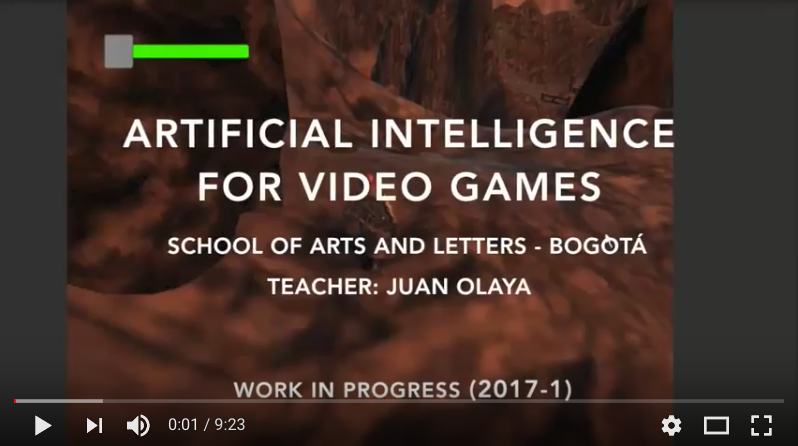 ARTIFICIAL INTELLIGENCE
FOR VIDEO GAMES
SCHOOL OF ARTS AND LETTERS - BOGOTÁ
TEACHER: JUAN OLAYA
WORK IN PROGRESS (2017-1)
0:01 / 9:23